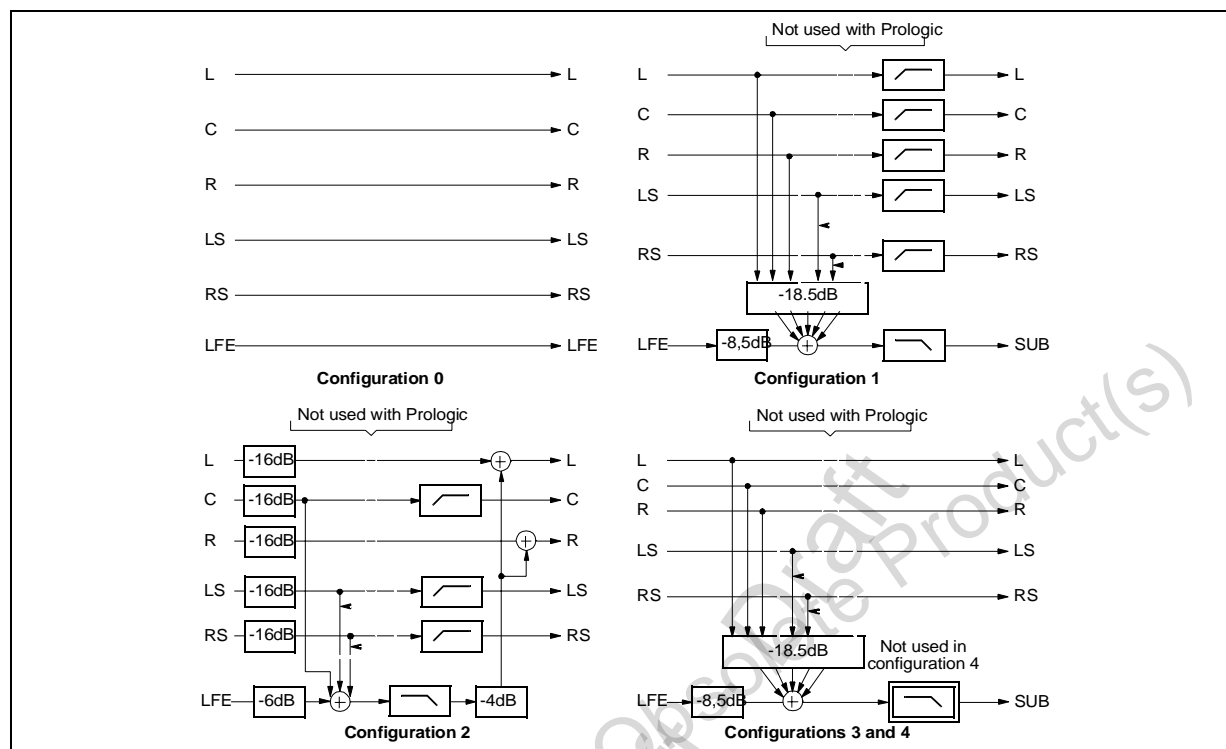 Not used with Prologic
L L
C C
R R
LS LS
RS RS
LFE LFE
Configuration 0
L L
C C
R R
LS LS
RS RS
-18.5dB
LFE -8,5dB + SUB
Configuration 1
Not used with Prologic
L -16dB + L
C -16dB C
R -16dB + R
LS -16dB LS
RS -16dB RS
LFE -6dB + -4dB
Configuration 2
Not used with Prologic
L L
C C
R R
LS LS
RS RS
-18.5dB
Not used in
configuration 4
LFE -8,5dB + SUB
Configurations 3 and 4
Draft
Obsolete Product(s)